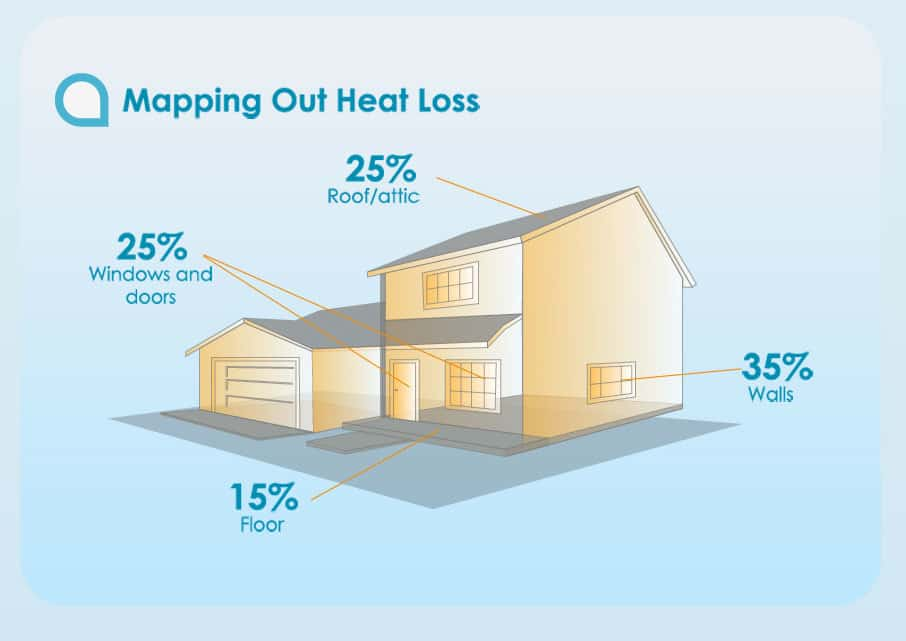 Mapping Out Heat Loss
25%
Roof/attic
25%
Windows and
doors
35%
Walls
15%
Floor